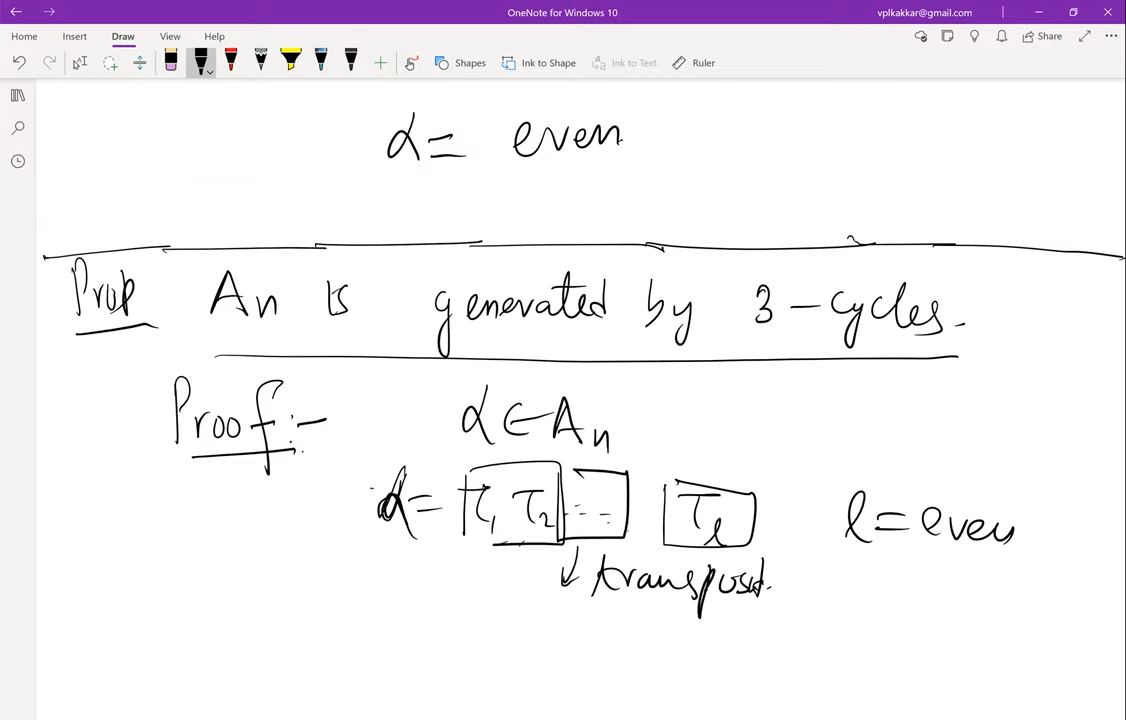 OneNote for Windows 10
vplkakkar@gmail.com
Home Insert Draw View Help
Share
Shapes Ink to Shape Ink to Text Ruler
α = even
Prop An is generated by 3-cycles.
Proof:- α ∈ An
α = τ1 τ2 --- τl l = even
↓ transposit.